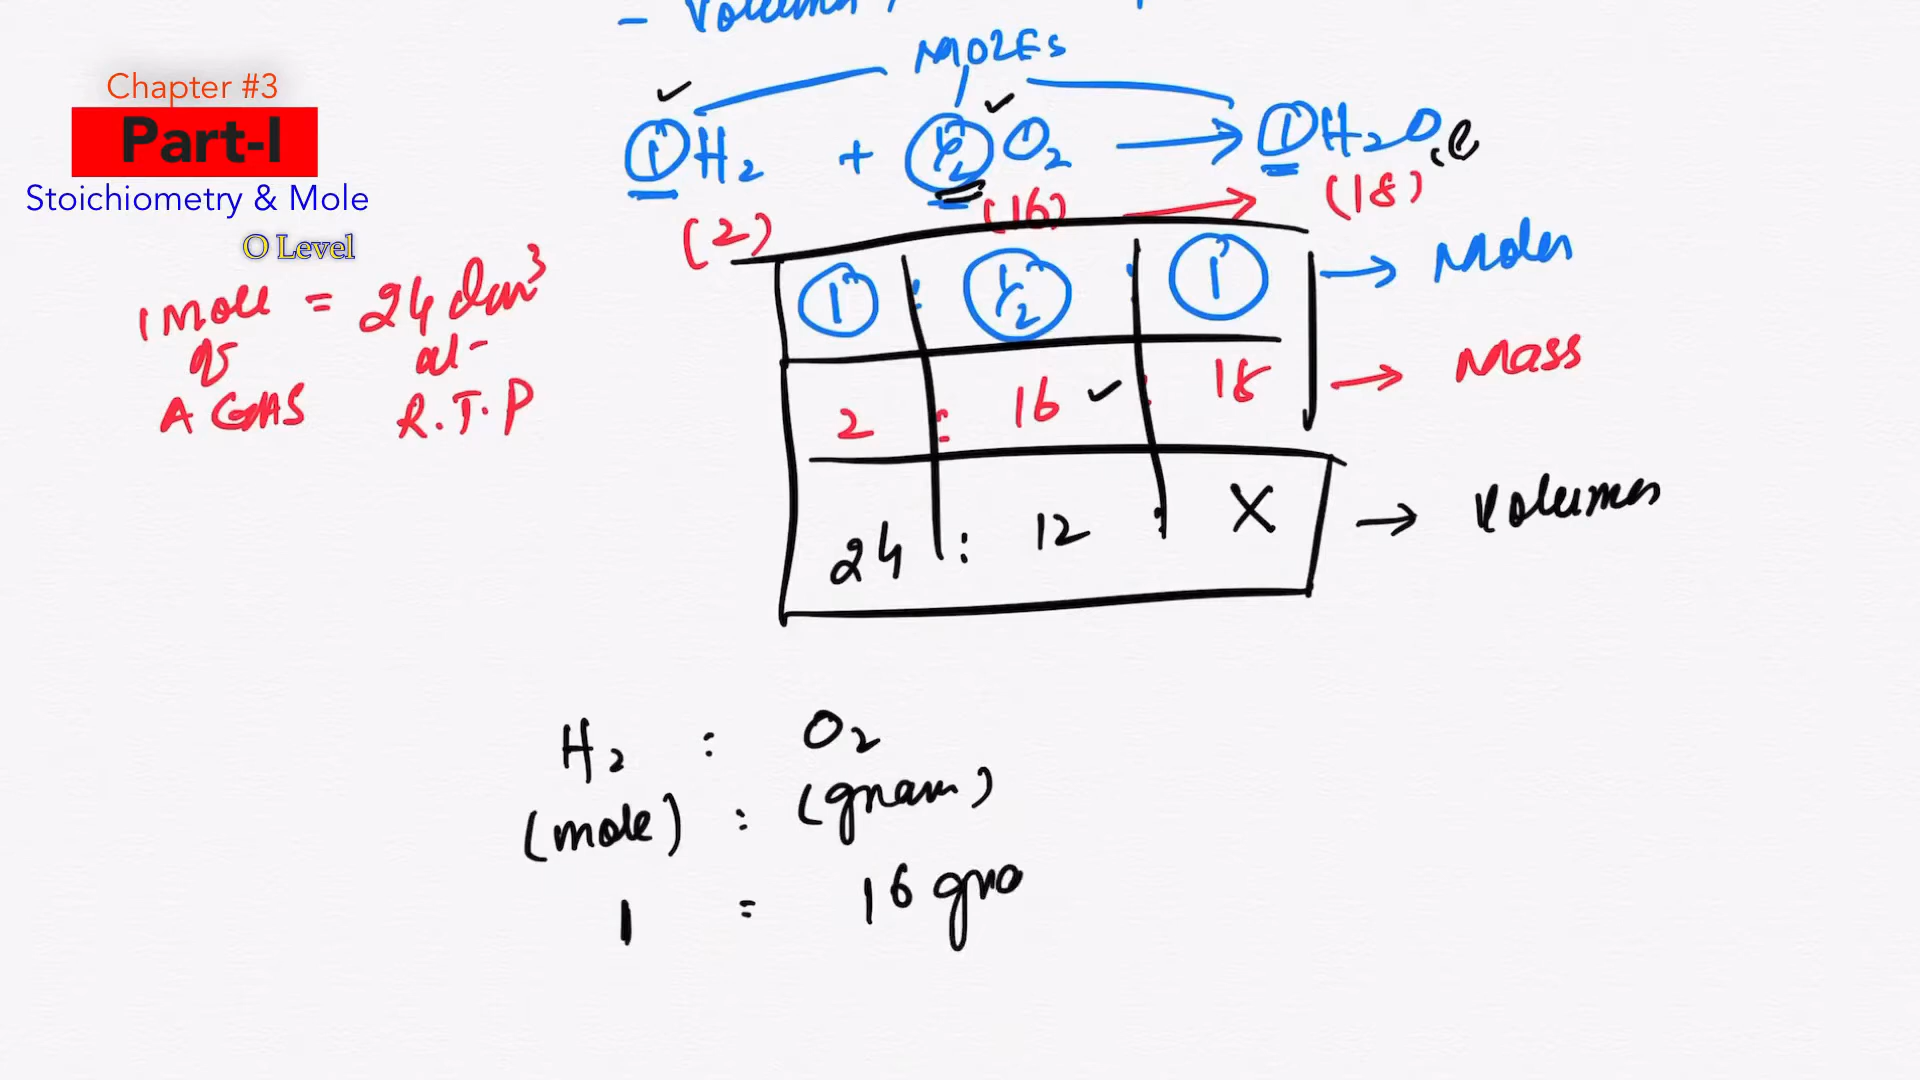 - Volume
MOLES
Chapter #3
Part-I
Stoichiometry & Mole
O Level
1 H2 + 1/2 O2 → 1 H2O(l
(2) (16) → (18)
1 mole = 24 dm³
of at
A GAS R.T.P
1 : 1/2 : 1 → Moles
2 : 16 : 18 → Mass
24 : 12 : X → Volumes
H2 : O2
(mole) : (gram)
1 = 16 gra